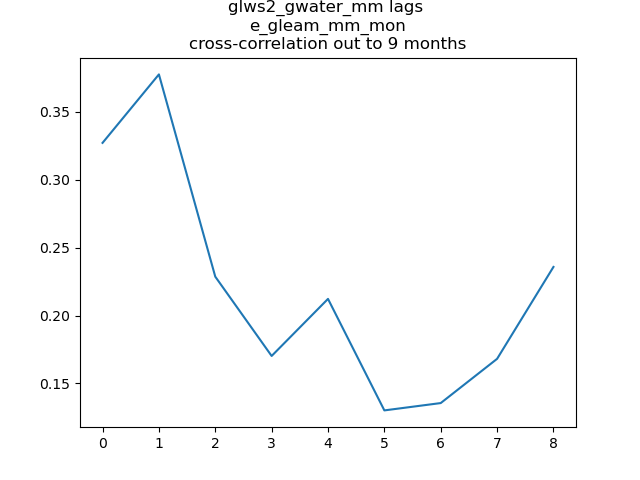 glws2_gwater_mm lags
e_gleam_mm_mon
cross-correlation out to 9 months
0.35
0.30
0.25
0.20
0.15
0 1 2 3 4 5 6 7 8